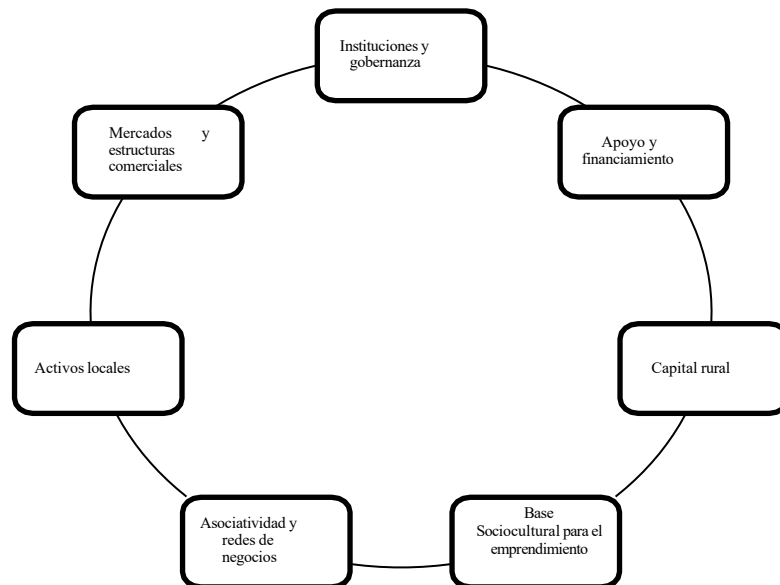 Instituciones y
gobernanza
Apoyo y
financiamiento
Capital rural
Base
Sociocultural para el
emprendimiento
Asociatividad y
redes de
negocios
Activos locales
Mercados y
estructuras
comerciales